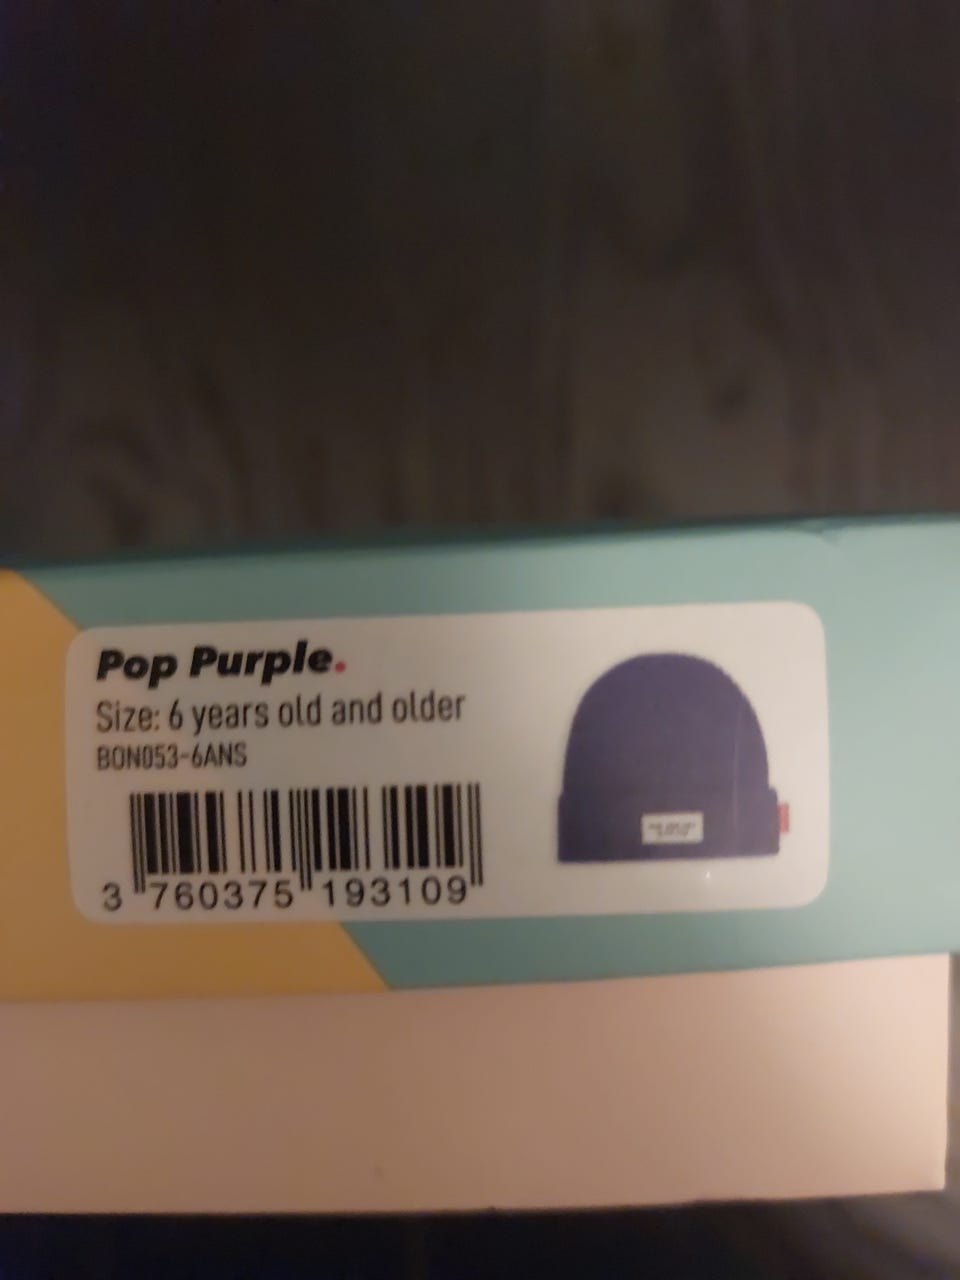 Pop Purple.
Size: 6 years old and older
BON053-6ANS
3 760375 193109